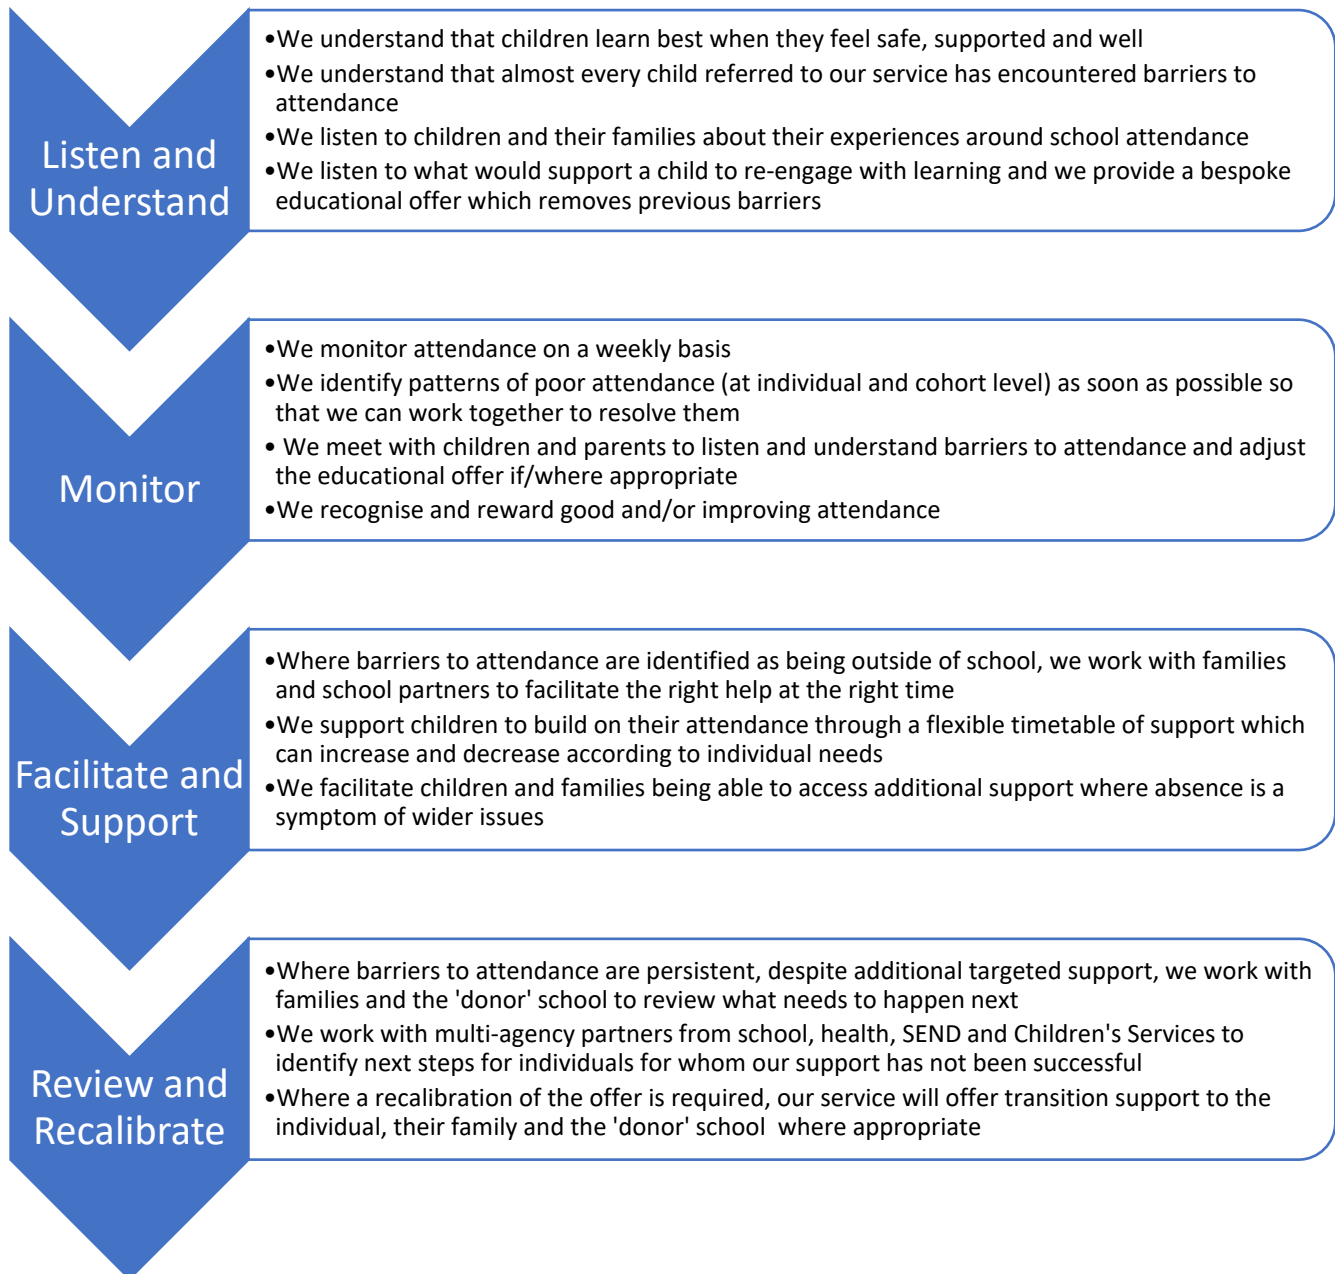 Listen and
Understand
•We understand that children learn best when they feel safe, supported and well
•We understand that almost every child referred to our service has encountered barriers to
attendance
•We listen to children and their families about their experiences around school attendance
•We listen to what would support a child to re-engage with learning and we provide a bespoke
educational offer which removes previous barriers
Monitor
•We monitor attendance on a weekly basis
•We identify patterns of poor attendance (at individual and cohort level) as soon as possible so
that we can work together to resolve them
• We meet with children and parents to listen and understand barriers to attendance and adjust
the educational offer if/where appropriate
•We recognise and reward good and/or improving attendance
Facilitate and
Support
•Where barriers to attendance are identified as being outside of school, we work with families
and school partners to facilitate the right help at the right time
•We support children to build on their attendance through a flexible timetable of support which
can increase and decrease according to individual needs
•We facilitate children and families being able to access additional support where absence is a
symptom of wider issues
Review and
Recalibrate
•Where barriers to attendance are persistent, despite additional targeted support, we work with
families and the 'donor' school to review what needs to happen next
•We work with multi-agency partners from school, health, SEND and Children's Services to
identify next steps for individuals for whom our support has not been successful
•Where a recalibration of the offer is required, our service will offer transition support to the
individual, their family and the 'donor' school  where appropriate